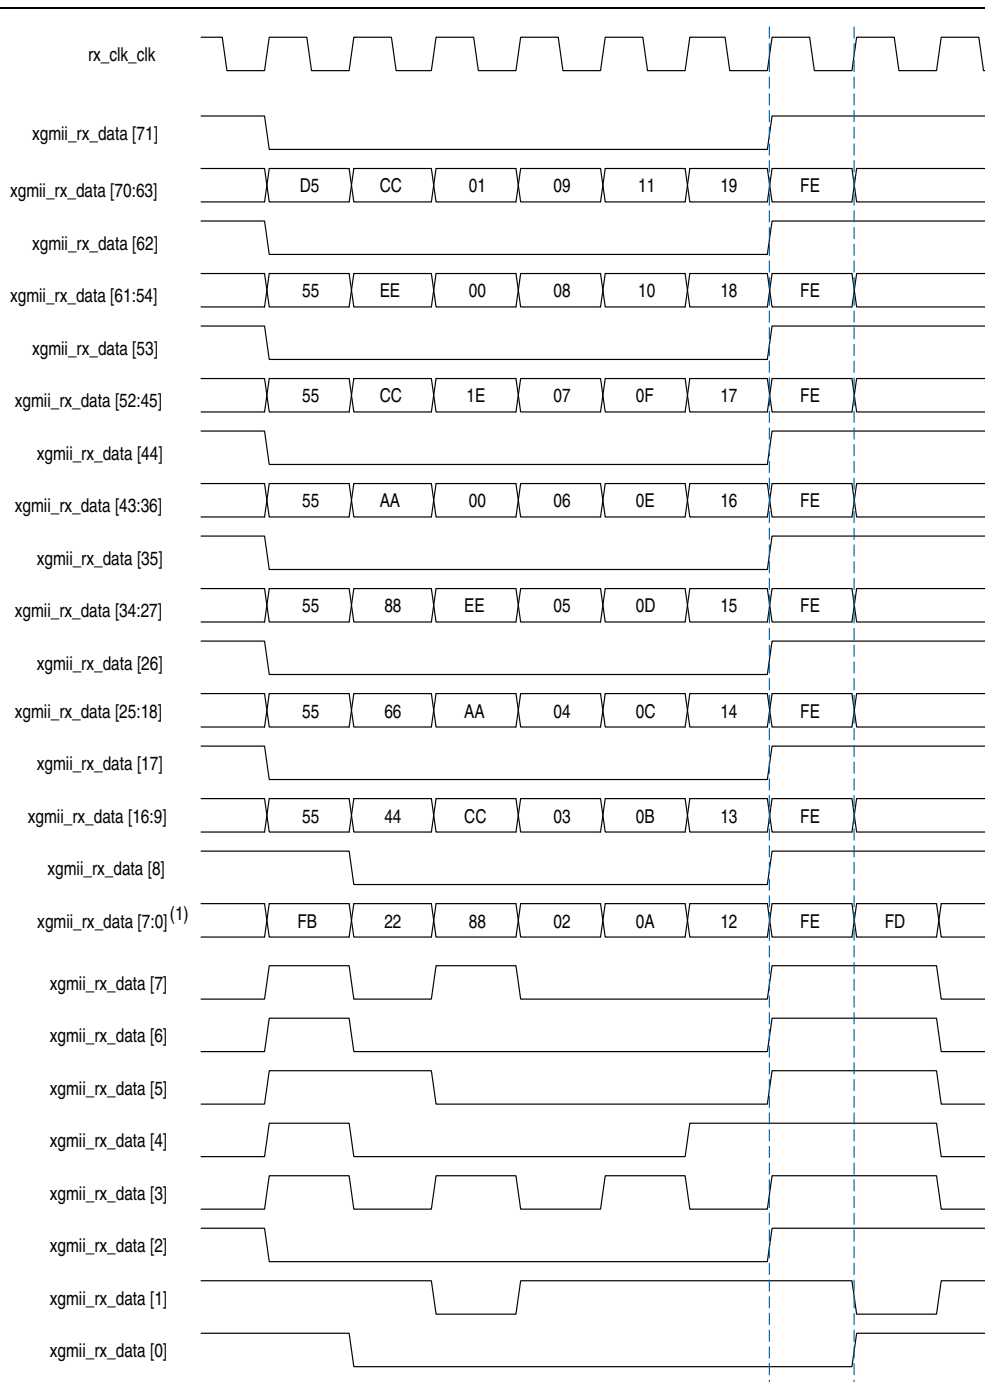 rx_clk_clk
xgmii_rx_data [71]
xgmii_rx_data [70:63] D5 CC 01 09 11 19 FE
xgmii_rx_data [62]
xgmii_rx_data [61:54] 55 EE 00 08 10 18 FE
xgmii_rx_data [53]
xgmii_rx_data [52:45] 55 CC 1E 07 0F 17 FE
xgmii_rx_data [44]
xgmii_rx_data [43:36] 55 AA 00 06 0E 16 FE
xgmii_rx_data [35]
xgmii_rx_data [34:27] 55 88 EE 05 0D 15 FE
xgmii_rx_data [26]
xgmii_rx_data [25:18] 55 66 AA 04 0C 14 FE
xgmii_rx_data [17]
xgmii_rx_data [16:9] 55 44 CC 03 0B 13 FE
xgmii_rx_data [8]
xgmii_rx_data [7:0] (1) FB 22 88 02 0A 12 FE FD
xgmii_rx_data [7]
xgmii_rx_data [6]
xgmii_rx_data [5]
xgmii_rx_data [4]
xgmii_rx_data [3]
xgmii_rx_data [2]
xgmii_rx_data [1]
xgmii_rx_data [0]